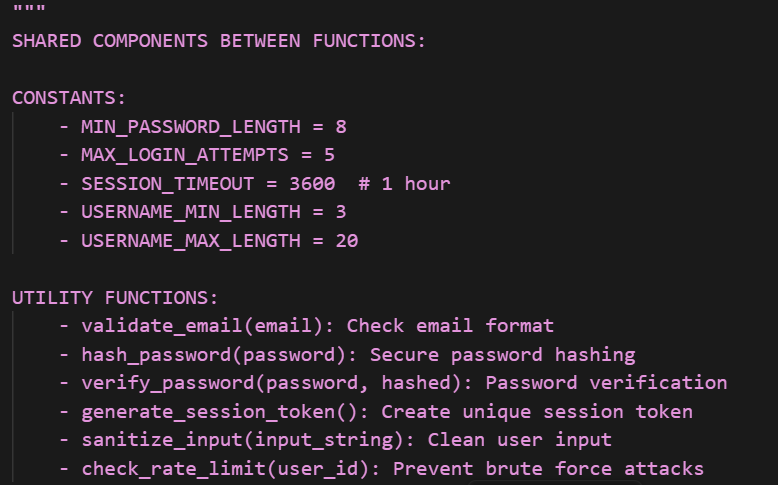 """
SHARED COMPONENTS BETWEEN FUNCTIONS:
CONSTANTS:
- MIN_PASSWORD_LENGTH = 8
- MAX_LOGIN_ATTEMPTS = 5
- SESSION_TIMEOUT = 3600  # 1 hour
- USERNAME_MIN_LENGTH = 3
- USERNAME_MAX_LENGTH = 20
UTILITY FUNCTIONS:
- validate_email(email): Check email format
- hash_password(password): Secure password hashing
- verify_password(password, hashed): Password verification
- generate_session_token(): Create unique session token
- sanitize_input(input_string): Clean user input
- check_rate_limit(user_id): Prevent brute force attacks